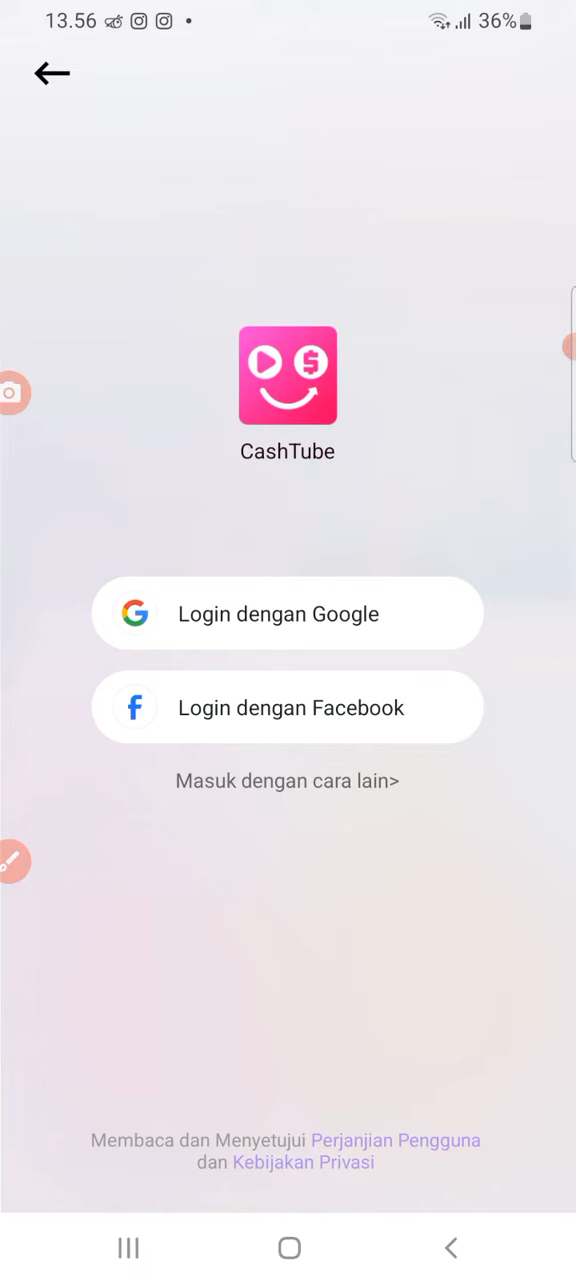 13.56
36%
CashTube
Login dengan Google
Login dengan Facebook
Masuk dengan cara lain>
Membaca dan Menyetujui Perjanjian Pengguna
dan Kebijakan Privasi